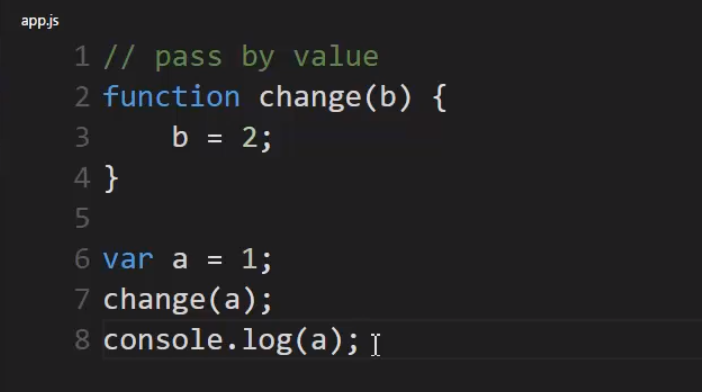 app.js
1 // pass by value
2 function change(b) {
3     b = 2;
4 }
5
6 var a = 1;
7 change(a);
8 console.log(a);